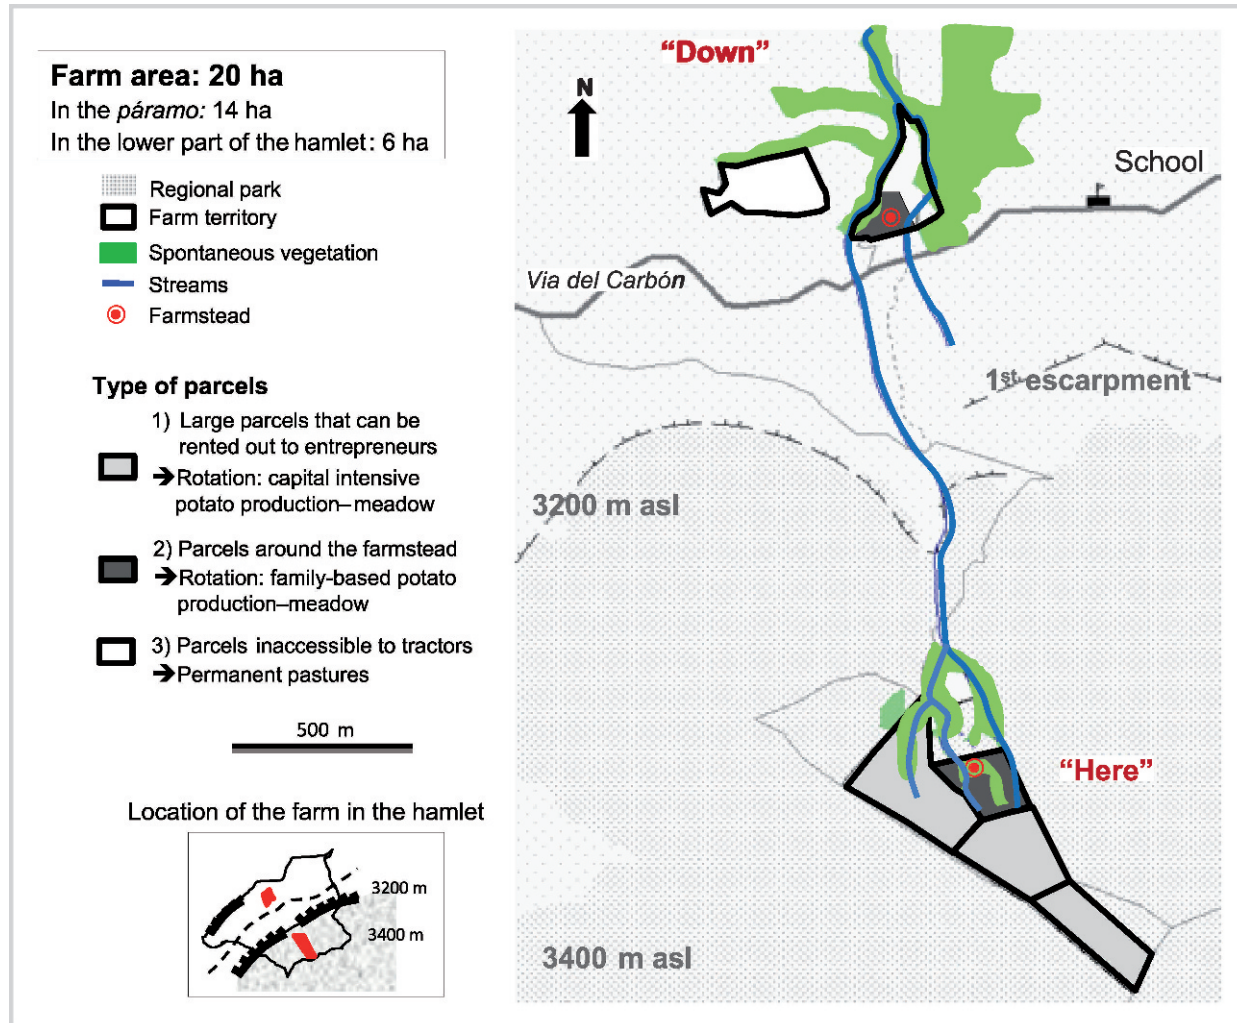 Farm area: 20 ha
In the páramo: 14 ha
In the lower part of the hamlet: 6 ha
Regional park
Farm territory
Spontaneous vegetation
Streams
Farmstead
Type of parcels
1) Large parcels that can be
rented out to entrepreneurs
➔Rotation: capital intensive
potato production–meadow
2) Parcels around the farmstead
➔Rotation: family-based potato
production–meadow
3) Parcels inaccessible to tractors
➔Permanent pastures
500 m
Location of the farm in the hamlet
3200 m
3400 m
“Down”
N
School
Via del Carbón
1st escarpment
3200 m asl
“Here”
3400 m asl